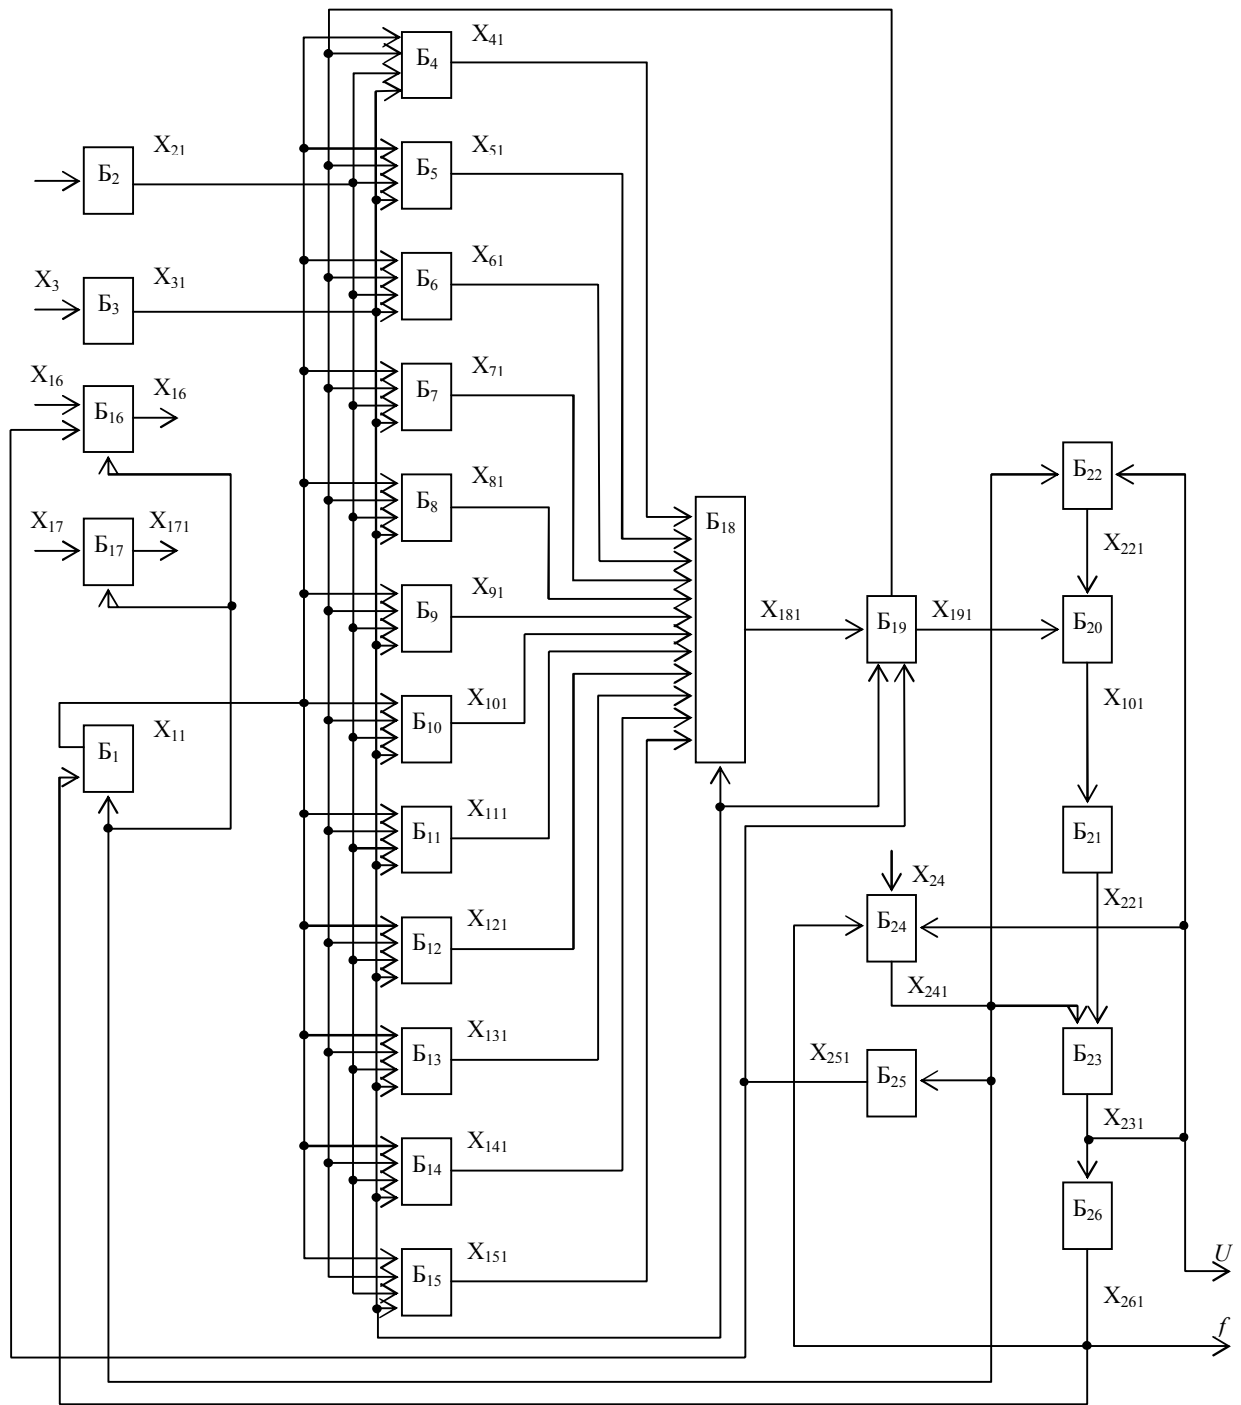 X₄₁
Б₄
X₂₁
Б₂
X₅₁
Б₅
X₃
X₃₁
Б₃
X₆₁
Б₆
X₁₆
X₁₆
Б₁₆
X₇₁
Б₇
X₁₇
X₁₇₁
Б₁₇
X₈₁
Б₈
Б₁₈
Б₂₂
X₂₂₁
X₉₁
Б₉
X₁₈₁
Б₁₉
X₁₉₁
Б₂₀
X₁₁
Б₁
X₁₀₁
Б₁₀
X₁₀₁
X₁₁₁
Б₁₁
Б₂₁
X₂₄
X₂₂₁
X₁₂₁
Б₁₂
Б₂₄
X₂₄₁
X₁₃₁
Б₁₃
X₂₅₁
Б₂₅
Б₂₃
X₂₃₁
X₁₄₁
Б₁₄
Б₂₆
X₁₅₁
Б₁₅
U
X₂₆₁
f